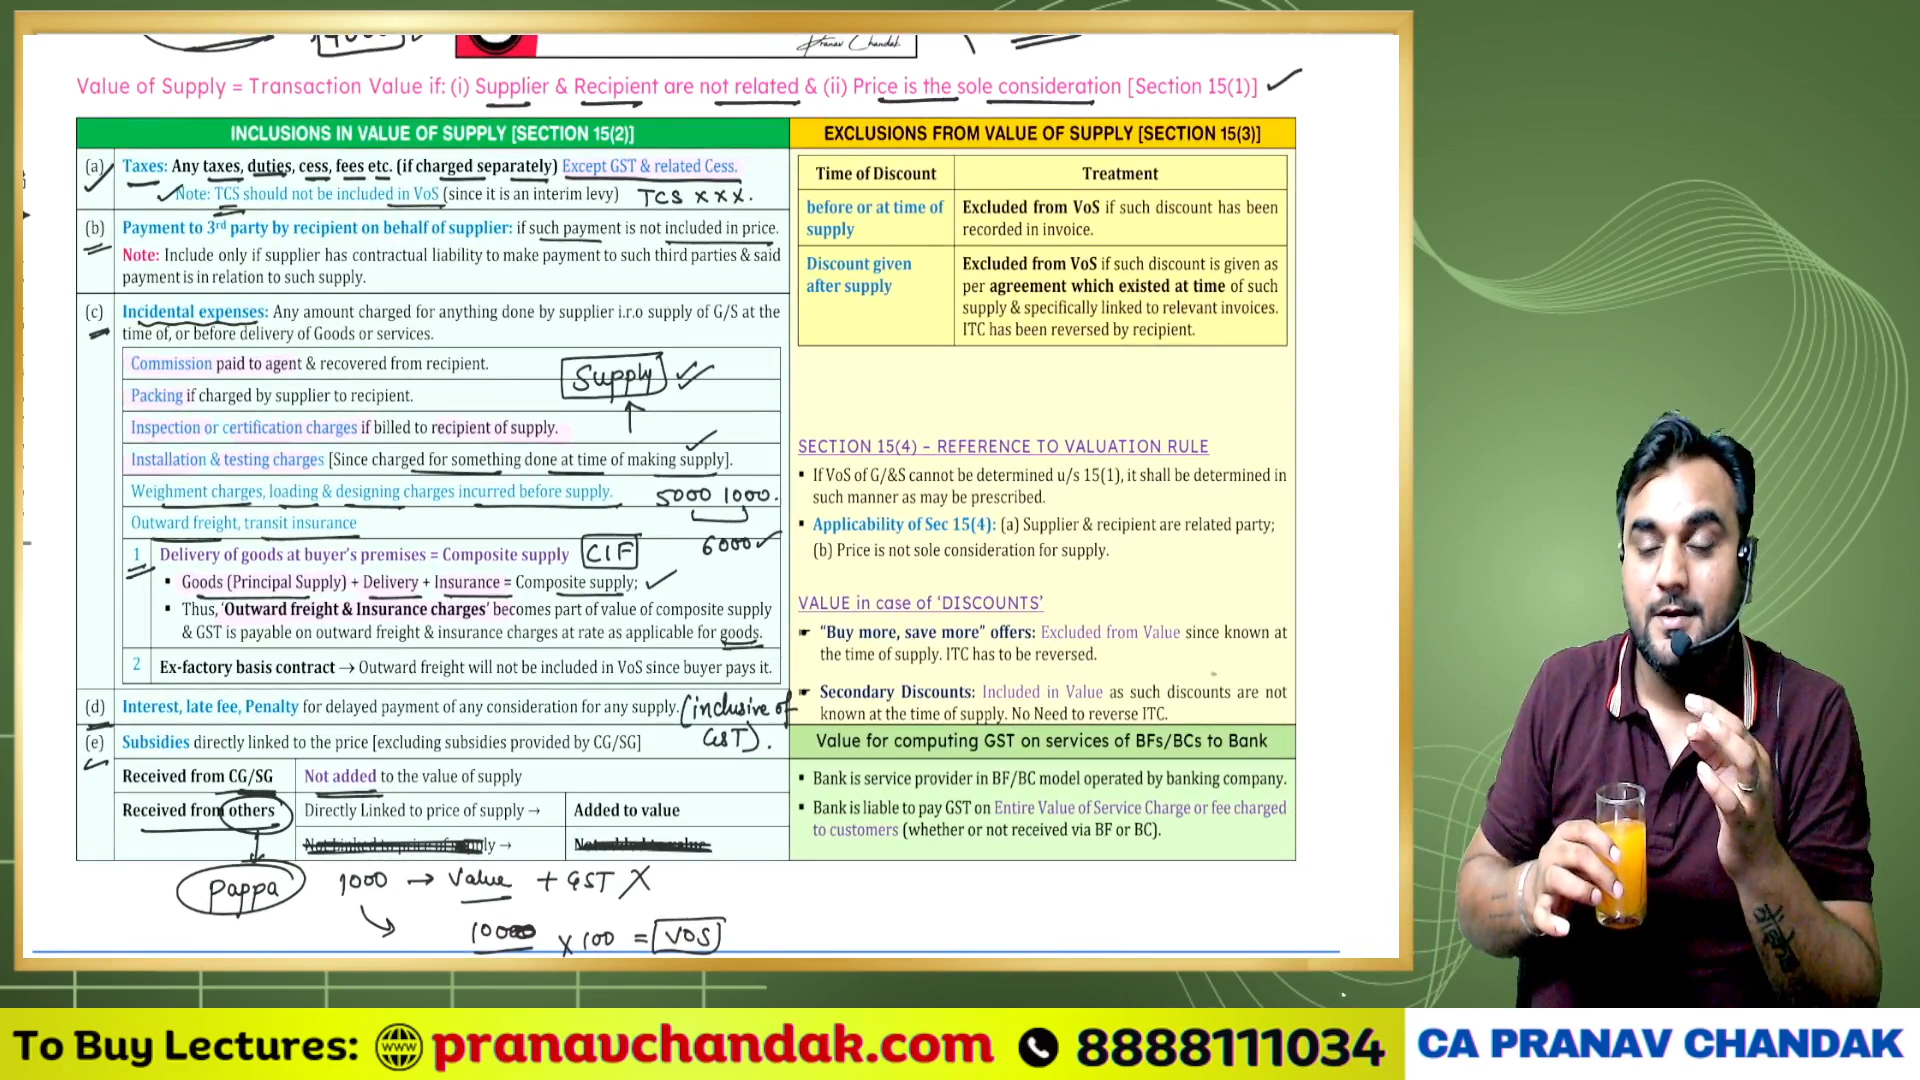 Pranav Chandak
Value of Supply = Transaction Value if: (i) Supplier & Recipient are not related & (ii) Price is the sole consideration [Section 15(1)]
INCLUSIONS IN VALUE OF SUPPLY [SECTION 15(2)]
(a) Taxes: Any taxes, duties, cess, fees etc. (if charged separately) Except GST & related Cess.
Note: TCS should not be included in VoS (since it is an interim levy) TCS x x x.
(b) Payment to 3rd party by recipient on behalf of supplier: if such payment is not included in price.
Note: Include only if supplier has contractual liability to make payment to such third parties & said
payment is in relation to such supply.
(c) Incidental expenses: Any amount charged for anything done by supplier i.r.o supply of G/S at the
time of, or before delivery of Goods or services.
Commission paid to agent & recovered from recipient.
Supply
Packing if charged by supplier to recipient.
Inspection or certification charges if billed to recipient of supply.
Installation & testing charges [Since charged for something done at time of making supply].
Weighment charges, loading & designing charges incurred before supply. 5000 1000.
Outward freight, transit insurance
6000
1 Delivery of goods at buyer's premises = Composite supply CIF
▪ Goods (Principal Supply) + Delivery + Insurance = Composite supply;
▪ Thus, 'Outward freight & Insurance charges' becomes part of value of composite supply
& GST is payable on outward freight & insurance charges at rate as applicable for goods.
2 Ex-factory basis contract → Outward freight will not be included in VoS since buyer pays it.
(d) Interest, late fee, Penalty for delayed payment of any consideration for any supply. (inclusive of
GST).
(e) Subsidies directly linked to the price [excluding subsidies provided by CG/SG]
Received from CG/SG Not added to the value of supply
Received from others Directly Linked to price of supply → Added to value
Pappa 1000 → Value + GST X
x 100 = VOS
EXCLUSIONS FROM VALUE OF SUPPLY [SECTION 15(3)]
Time of Discount Treatment
before or at time of supply Excluded from VoS if such discount has been
recorded in invoice.
Discount given after supply Excluded from VoS if such discount is given as
per agreement which existed at time of such
supply & specifically linked to relevant invoices.
ITC has been reversed by recipient.
SECTION 15(4) – REFERENCE TO VALUATION RULE
▪ If VoS of G/&S cannot be determined u/s 15(1), it shall be determined in
such manner as may be prescribed.
▪ Applicability of Sec 15(4): (a) Supplier & recipient are related party;
(b) Price is not sole consideration for supply.
VALUE in case of 'DISCOUNTS'
☛ "Buy more, save more" offers: Excluded from Value since known at
the time of supply. ITC has to be reversed.
☛ Secondary Discounts: Included in Value as such discounts are not
known at the time of supply. No Need to reverse ITC.
Value for computing GST on services of BFs/BCs to Bank
▪ Bank is service provider in BF/BC model operated by banking company.
▪ Bank is liable to pay GST on Entire Value of Service Charge or fee charged
to customers (whether or not received via BF or BC).
To Buy Lectures: www pranavchandak.com 8888111034 CA PRANAV CHANDAK